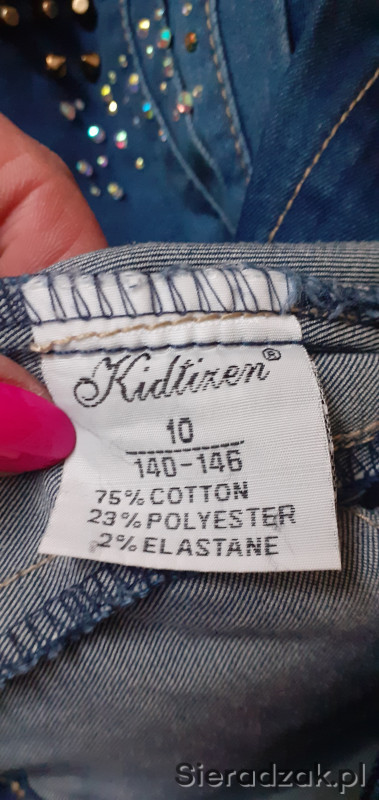 Kidtizen®
10
140-146
75% COTTON
23% POLYESTER
2% ELASTANE
Sieradzak.pl